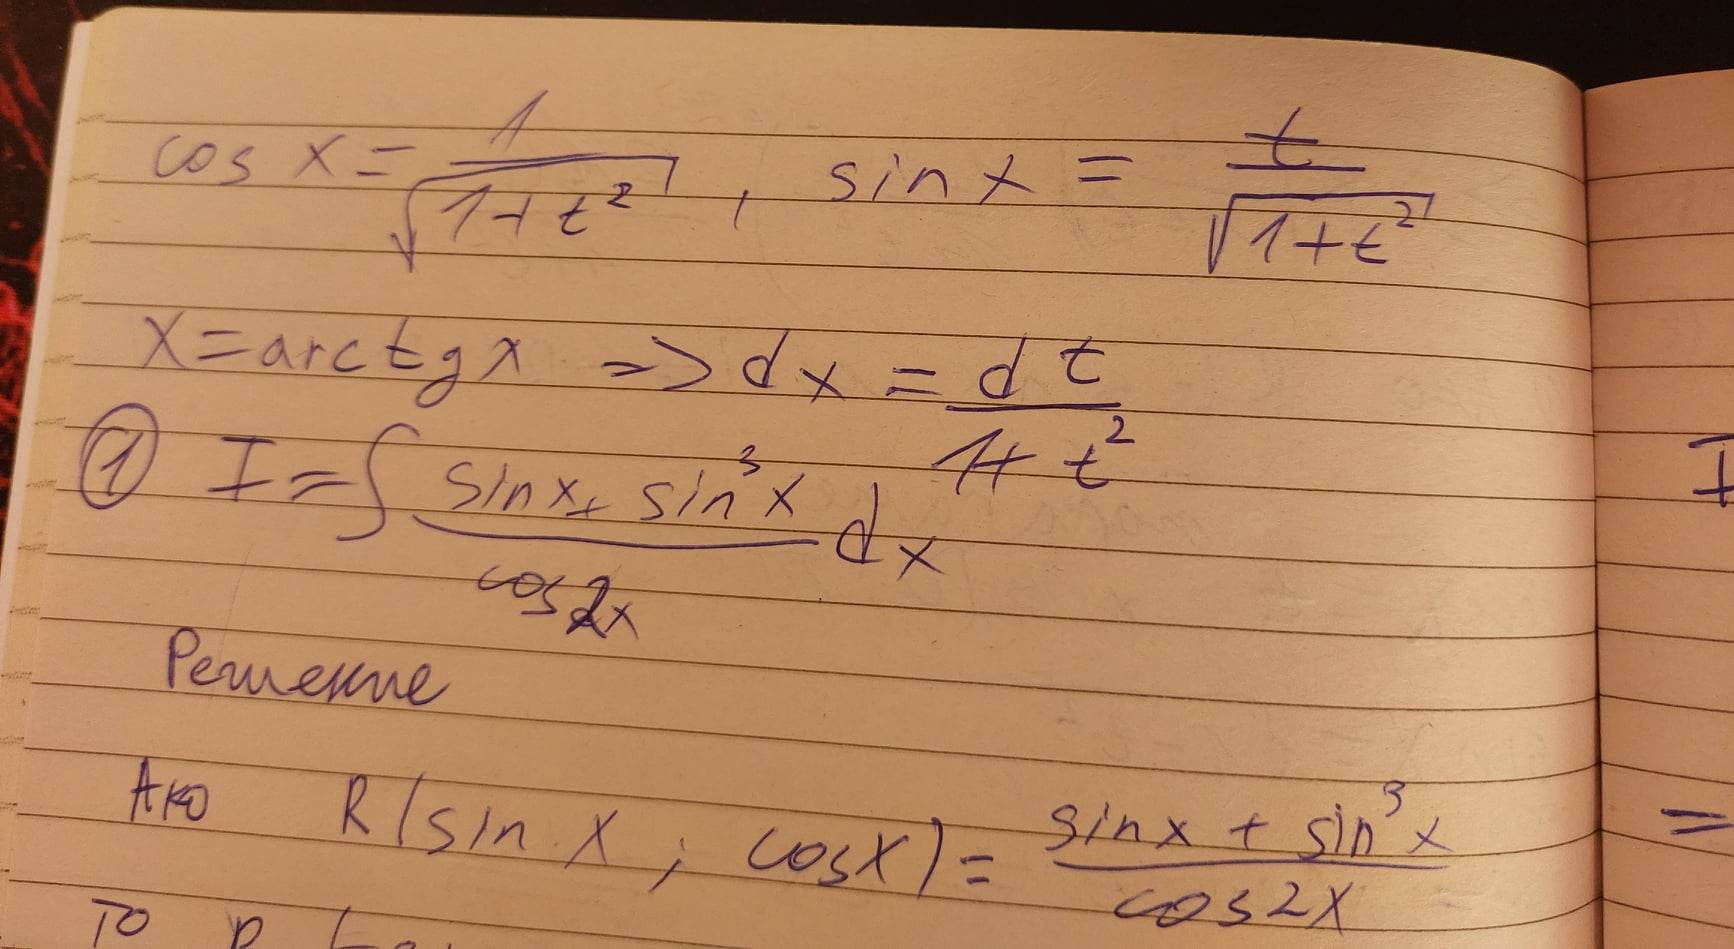 cos x = 1/√(1+t²), sin x = t/√(1+t²)
x = arctg x => dx = dt/(1+t²)
① I = ∫ (sin x + sin³x)/(cos 2x) dx
Решение
Ако R(sin x; cos x) = (sin x + sin³x)/(cos 2x)
=
I
то R